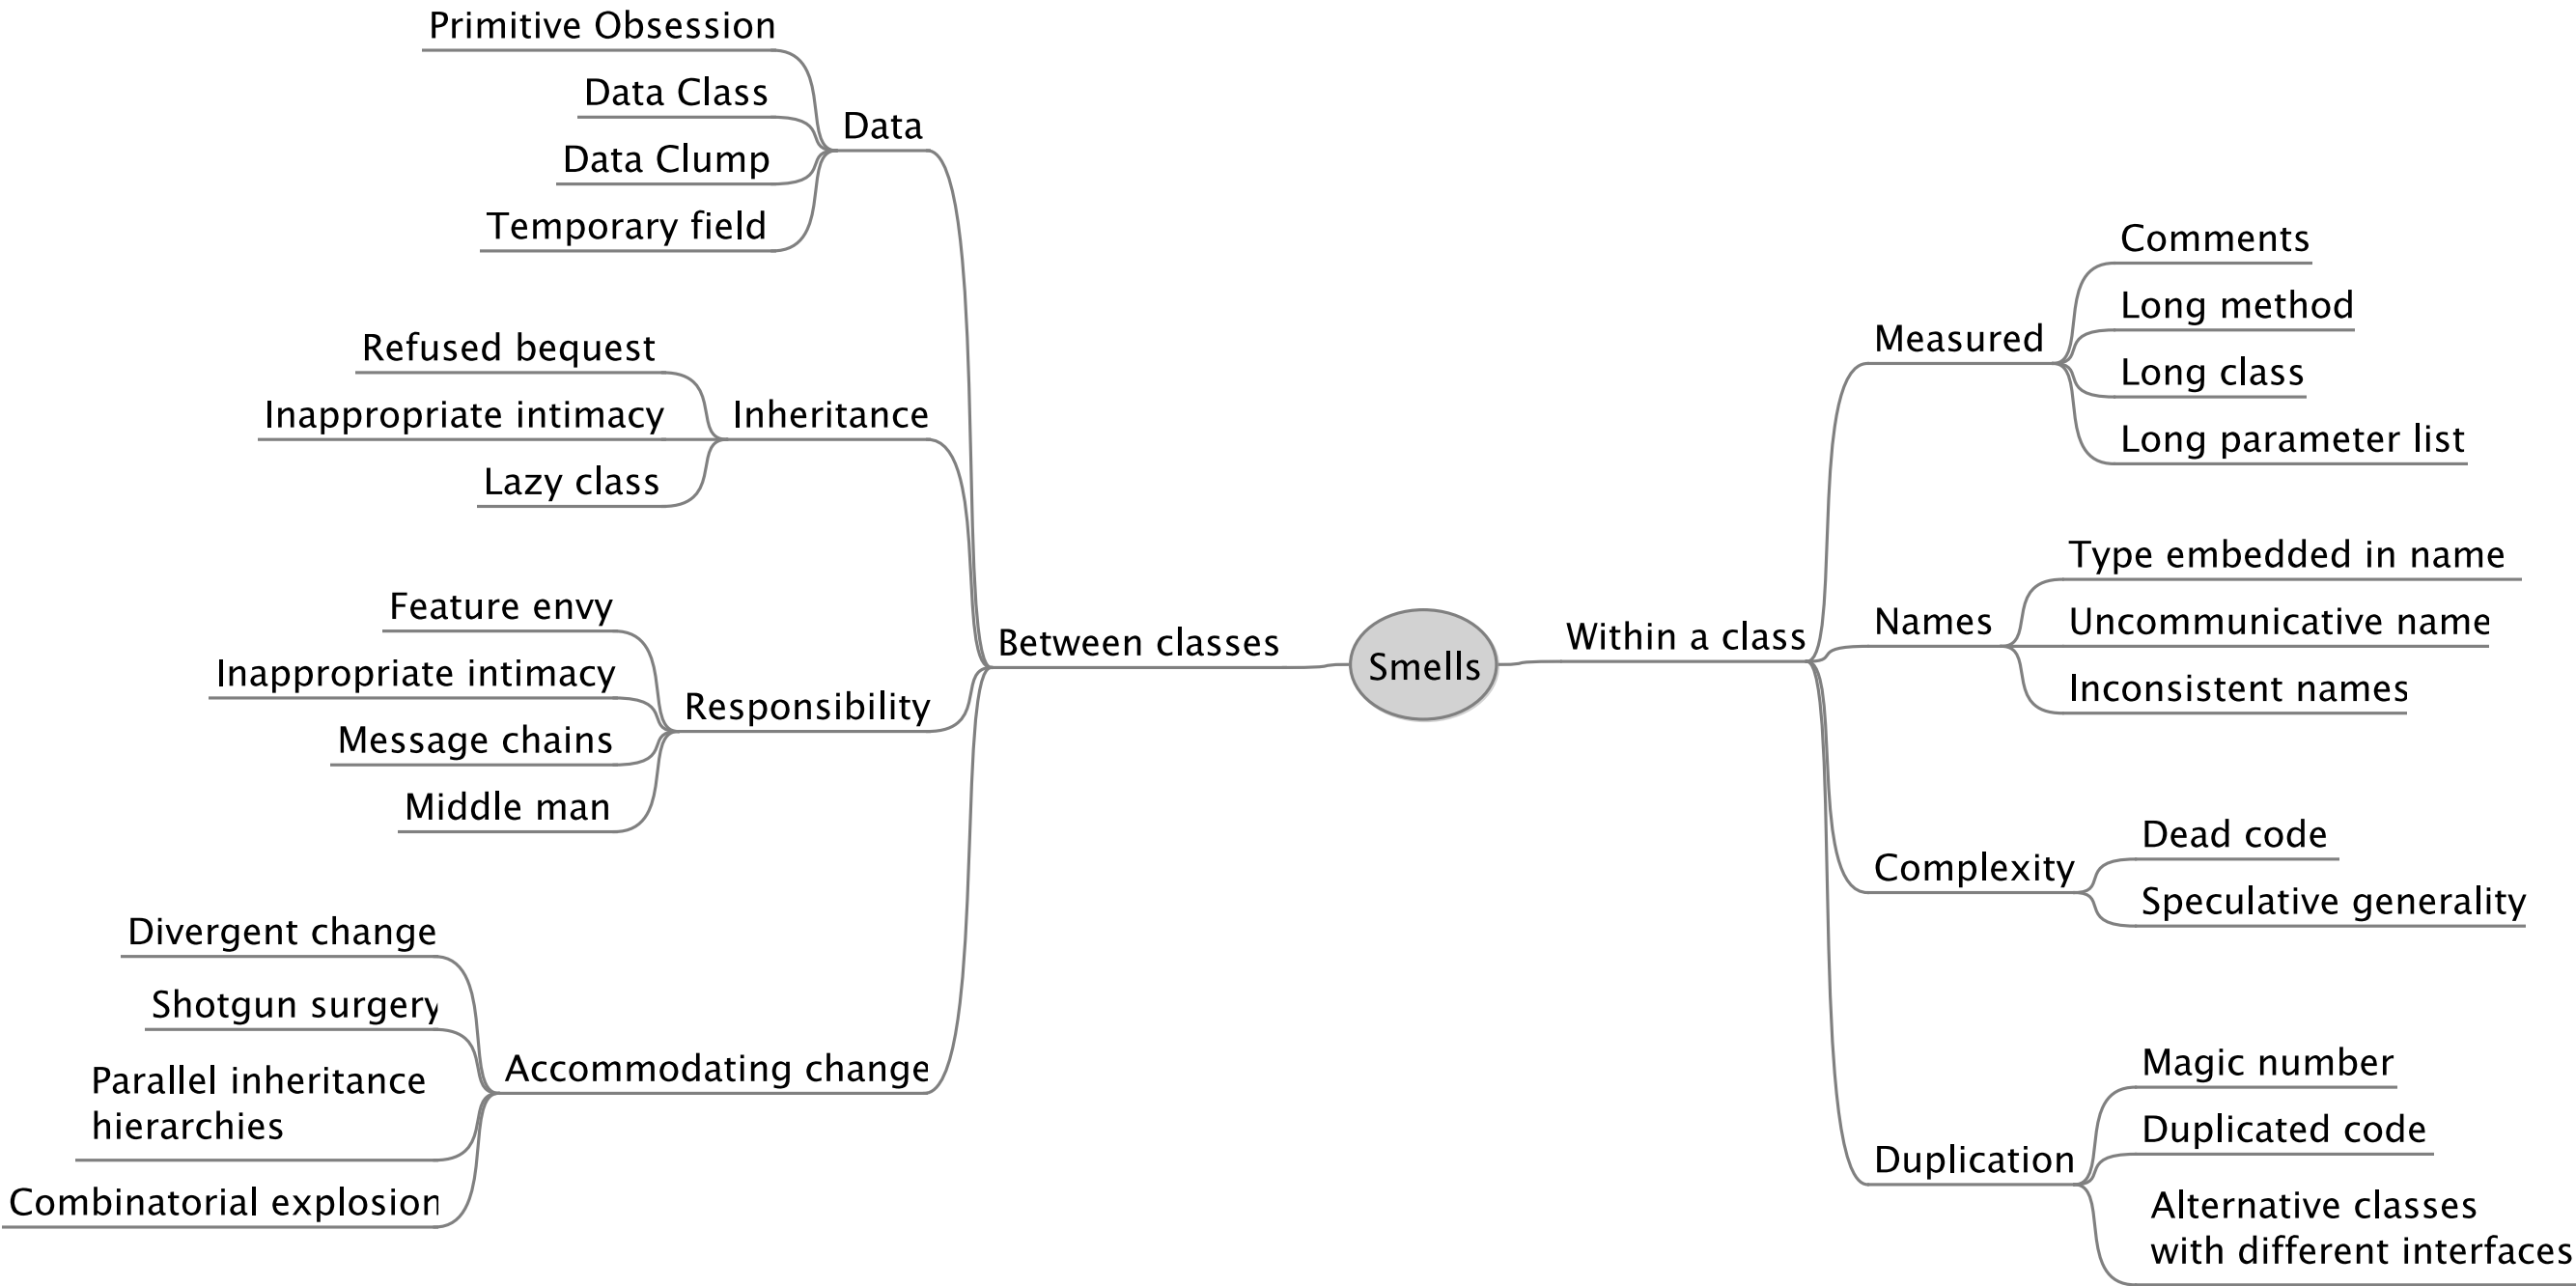 Primitive Obsession
Data Class
Data Clump
Temporary field
Data
Refused bequest
Inappropriate intimacy
Lazy class
Inheritance
Feature envy
Inappropriate intimacy
Message chains
Middle man
Responsibility
Divergent change
Shotgun surgery
Parallel inheritance
hierarchies
Combinatorial explosion
Accommodating change
Between classes
Smells
Within a class
Measured
Comments
Long method
Long class
Long parameter list
Names
Type embedded in name
Uncommunicative name
Inconsistent names
Complexity
Dead code
Speculative generality
Duplication
Magic number
Duplicated code
Alternative classes
with different interfaces